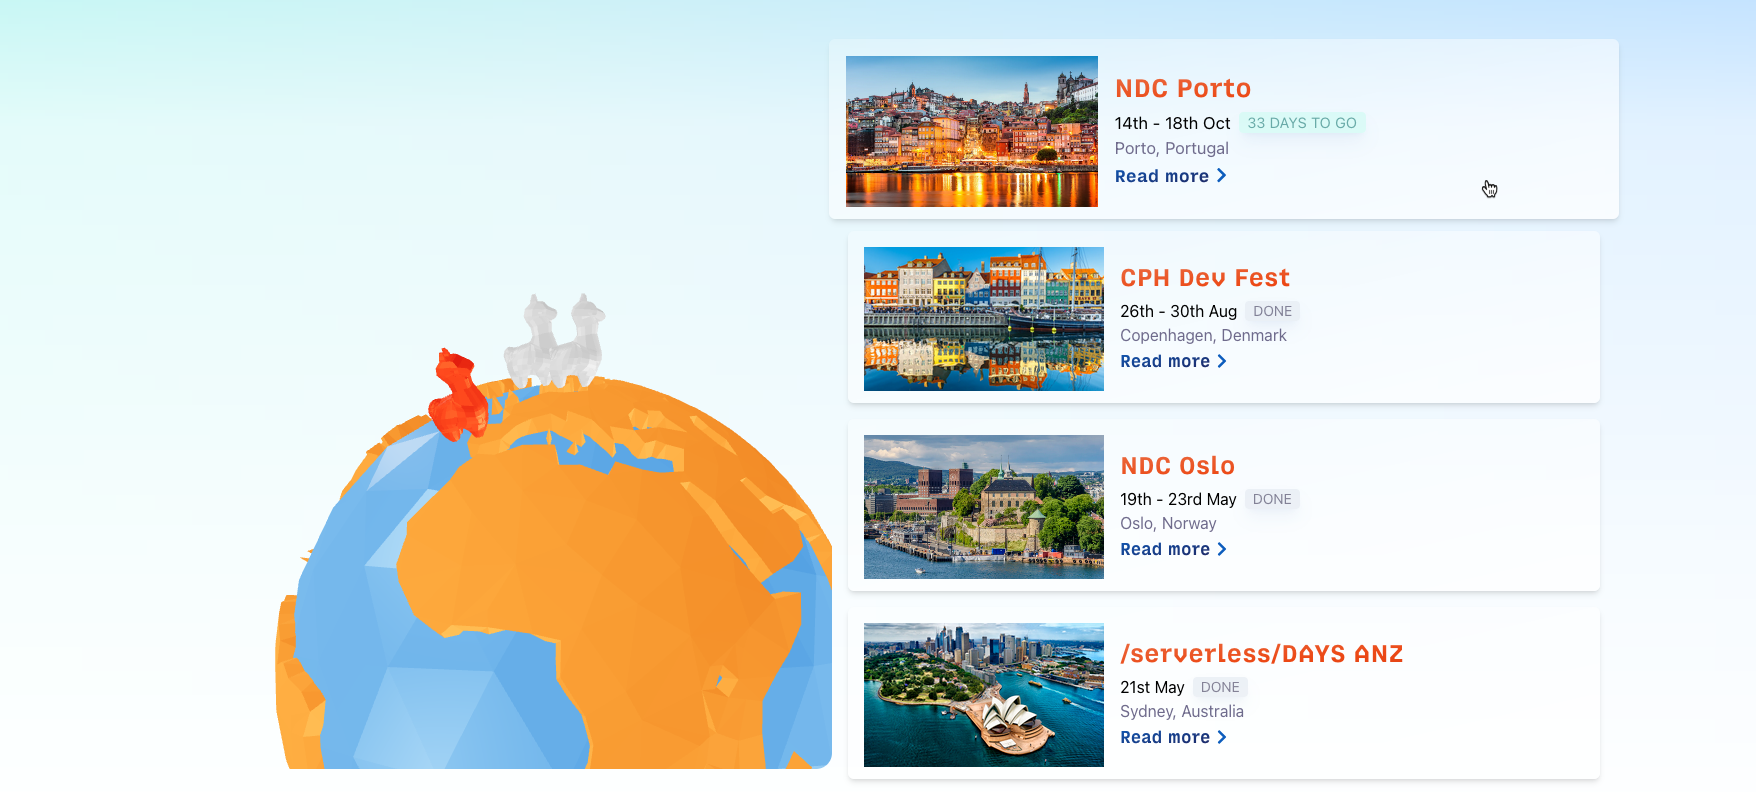 NDC Porto
14th - 18th Oct 33 DAYS TO GO
Porto, Portugal
Read more
CPH Dev Fest
26th - 30th Aug DONE
Copenhagen, Denmark
Read more
NDC Oslo
19th - 23rd May DONE
Oslo, Norway
Read more
/serverless/DAYS ANZ
21st May DONE
Sydney, Australia
Read more